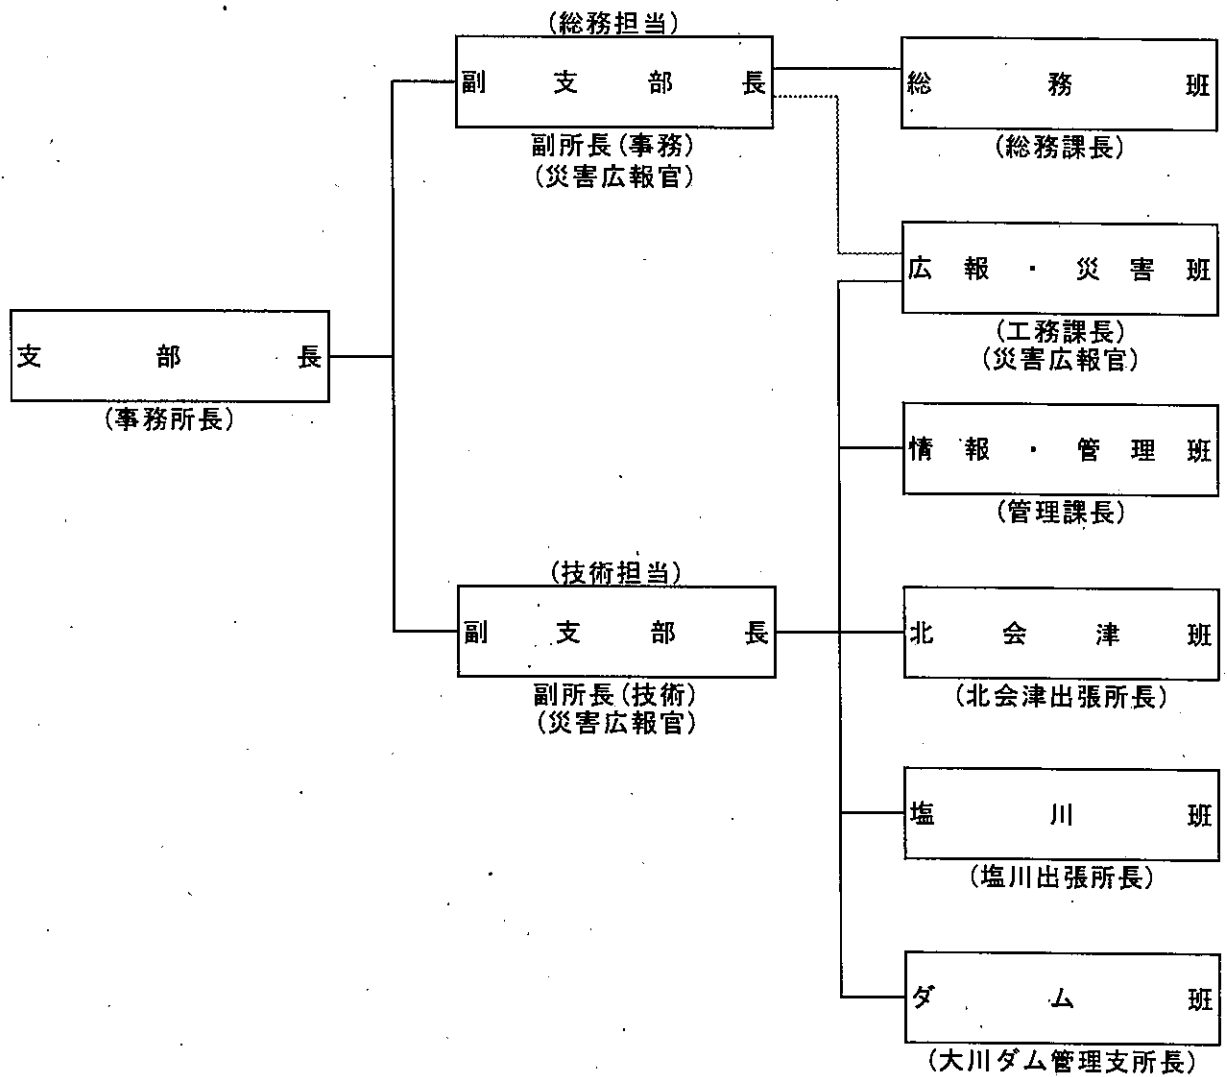 支部長
(事務所長)
(総務担当)
副支部長
副所長(事務)
(災害広報官)
(技術担当)
副支部長
副所長(技術)
(災害広報官)
総務班
(総務課長)
広報・災害班
(工務課長)
(災害広報官)
情報・管理班
(管理課長)
北会津班
(北会津出張所長)
塩川班
(塩川出張所長)
ダム班
(大川ダム管理支所長)